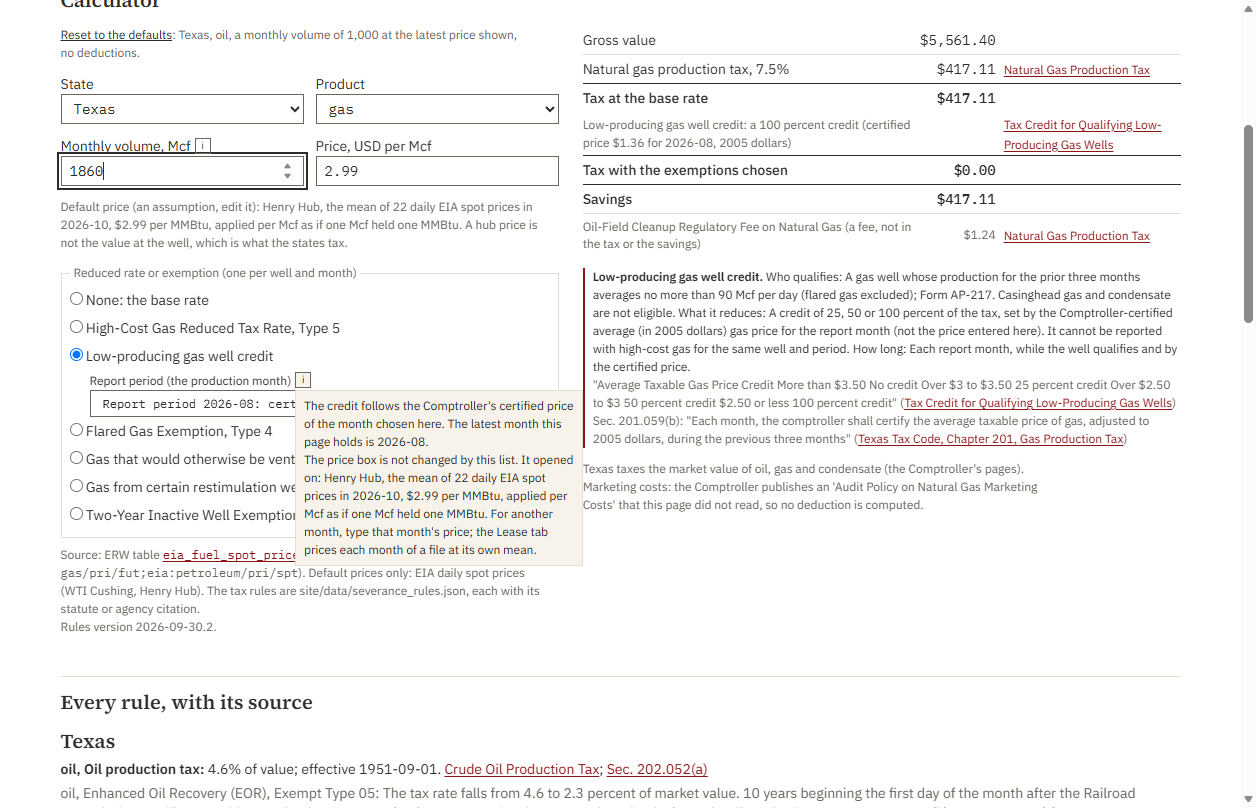 Calculator
Reset to the defaults: Texas, oil, a monthly volume of 1,000 at the latest price shown,
no deductions.
State
Product
Texas
gas
Monthly volume, Mcf i
Price, USD per Mcf
1860
2.99
Default price (an assumption, edit it): Henry Hub, the mean of 22 daily EIA spot prices in
2026-10, $2.99 per MMBtu, applied per Mcf as if one Mcf held one MMBtu. A hub price is
not the value at the well, which is what the states tax.
Reduced rate or exemption (one per well and month)
None: the base rate
High-Cost Gas Reduced Tax Rate, Type 5
Low-producing gas well credit
Report period (the production month) i
Report period 2026-08: cert
Flared Gas Exemption, Type 4
Gas that would otherwise be vent
Gas from certain restimulation we
Two-Year Inactive Well Exemption
The credit follows the Comptroller's certified price
of the month chosen here. The latest month this
page holds is 2026-08.
The price box is not changed by this list. It opened
on: Henry Hub, the mean of 22 daily EIA spot
prices in 2026-10, $2.99 per MMBtu, applied per
Mcf as if one Mcf held one MMBtu. For another
month, type that month's price; the Lease tab
prices each month of a file at its own mean.
Source: ERW table eia_fuel_spot_price
gas/pri/fut;eia:petroleum/pri/spt). Default prices only: EIA daily spot prices
(WTI Cushing, Henry Hub). The tax rules are site/data/severance_rules.json, each with its
statute or agency citation.
Rules version 2026-09-30.2.
Gross value $5,561.40
Natural gas production tax, 7.5% $417.11 Natural Gas Production Tax
Tax at the base rate $417.11
Low-producing gas well credit: a 100 percent credit (certified
price $1.36 for 2026-08, 2005 dollars)
Tax Credit for Qualifying Low-
Producing Gas Wells
Tax with the exemptions chosen $0.00
Savings $417.11
Oil-Field Cleanup Regulatory Fee on Natural Gas (a fee, not in
the tax or the savings)
$1.24 Natural Gas Production Tax
Low-producing gas well credit. Who qualifies: A gas well whose production for the prior three months
averages no more than 90 Mcf per day (flared gas excluded); Form AP-217. Casinghead gas and condensate
are not eligible. What it reduces: A credit of 25, 50 or 100 percent of the tax, set by the Comptroller-certified
average (in 2005 dollars) gas price for the report month (not the price entered here). It cannot be reported
with high-cost gas for the same well and period. How long: Each report month, while the well qualifies and by
the certified price.
"Average Taxable Gas Price Credit More than $3.50 No credit Over $3 to $3.50 25 percent credit Over $2.50
to $3 50 percent credit $2.50 or less 100 percent credit" (Tax Credit for Qualifying Low-Producing Gas Wells)
Sec. 201.059(b): "Each month, the comptroller shall certify the average taxable price of gas, adjusted to
2005 dollars, during the previous three months" (Texas Tax Code, Chapter 201, Gas Production Tax)
Texas taxes the market value of oil, gas and condensate (the Comptroller's pages).
Marketing costs: the Comptroller publishes an 'Audit Policy on Natural Gas Marketing
Costs' that this page did not read, so no deduction is computed.
Every rule, with its source
Texas
oil, Oil production tax: 4.6% of value; effective 1951-09-01. Crude Oil Production Tax; Sec. 202.052(a)
oil, Enhanced Oil Recovery (EOR), Exempt Type 05: The tax rate falls from 4.6 to 2.3 percent of market value. 10 years beginning the first day of the month after the Railroad